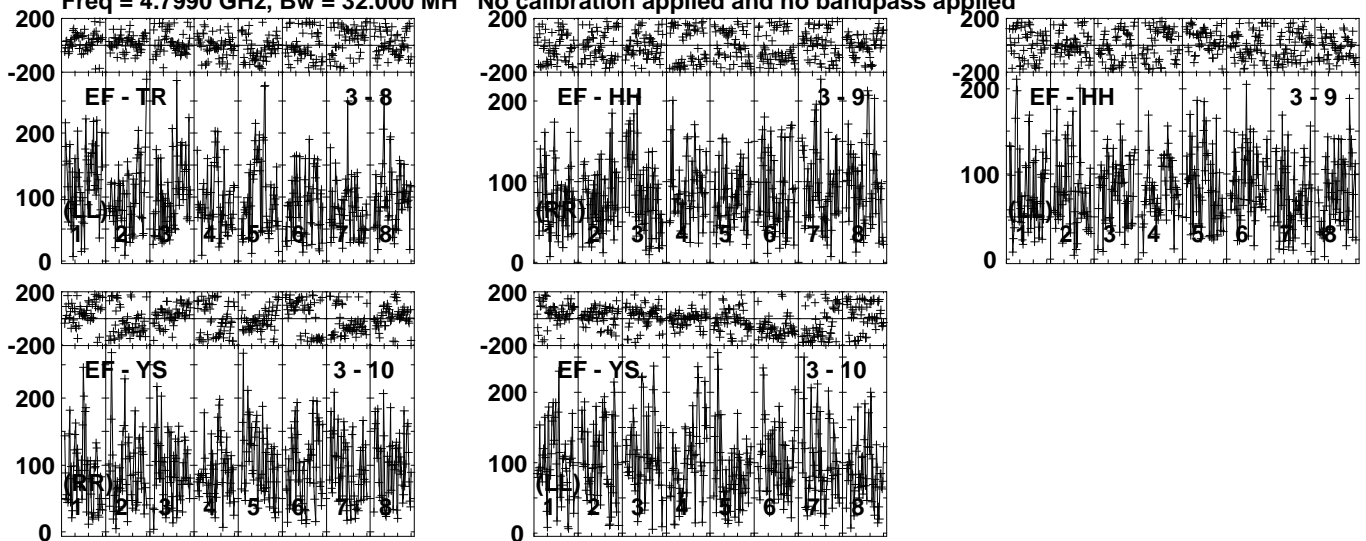 Freq = 4.7990 GHz, Bw = 32.000 MH No calibration applied and no bandpass applied
200
-200
EF - TR 3 - 8
200
100
(LL)
1 2 3 4 5 6 7 8
0
200
-200
EF - HH 3 - 9
200
100
(RR)
1 2 3 4 5 6 7 8
0
200
-200
EF - HH 3 - 9
200
100
(LL)
1 2 3 4 5 6 7 8
0
200
-200
EF - YS 3 - 10
200
100
(RR)
1 2 3 4 5 6 7 8
0
200
-200
EF - YS 3 - 10
200
100
(LL)
1 2 3 4 5 6 7 8
0